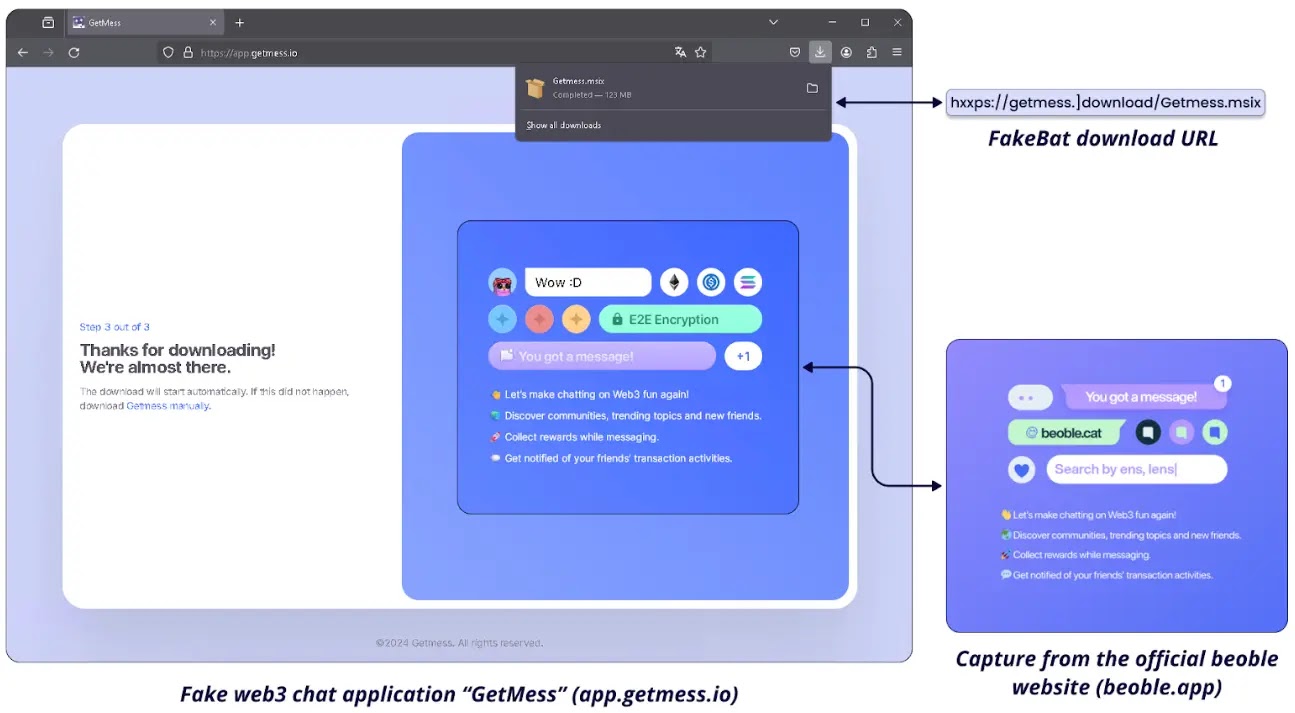 GetMess
https://app.getmess.io
Getmess.msix
Completed — 123 MB
Show all downloads
hxxps://getmess.]download/Getmess.msix
FakeBat download URL
Step 3 out of 3
Thanks for downloading!
We're almost there.
The download will start automatically. If this did not happen,
download Getmess manually.
Wow :D
E2E Encryption
You got a message!
+1
Let's make chatting on Web3 fun again!
Discover communities, trending topics and new friends.
Collect rewards while messaging.
Get notified of your friends' transaction activities.
1
You got a message!
beoble.cat
Search by ens, lens|
Let's make chatting on Web3 fun again!
Discover communities, trending topics and new friends.
Collect rewards while messaging.
Get notified of your friends' transaction activities.
©2024 Getmess. All rights reserved.
Fake web3 chat application “GetMess” (app.getmess.io)
Capture from the official beoble
website (beoble.app)